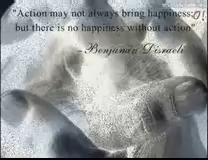 "Action may not always bring happiness;
but there is no happiness without action"
- Benjamin Disraeli